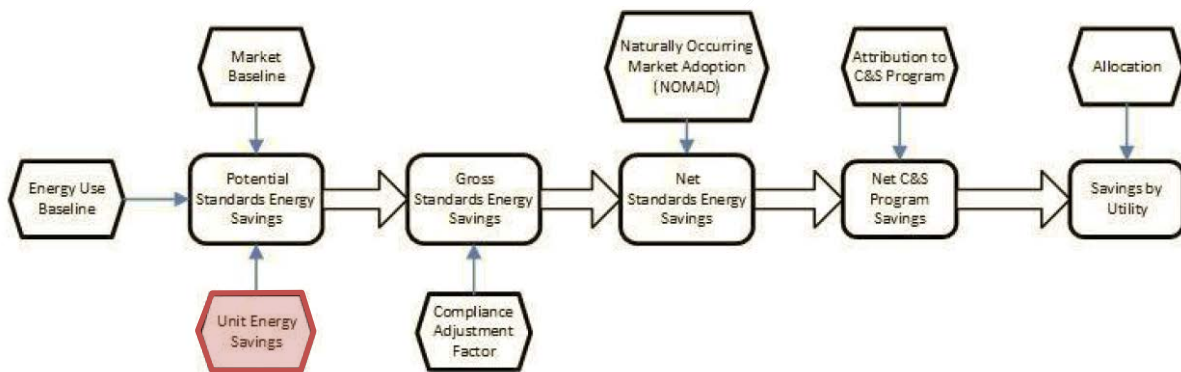 Market
Baseline
Naturally Occurring
Market Adoption
(NOMAD)
Attribution to
C&S Program
Allocation
Energy Use
Baseline
Potential
Standards Energy
Savings
Gross
Standards Energy
Savings
Net
Standards Energy
Savings
Net C&S
Program
Savings
Savings by
Utility
Unit Energy
Savings
Compliance
Adjustment
Factor